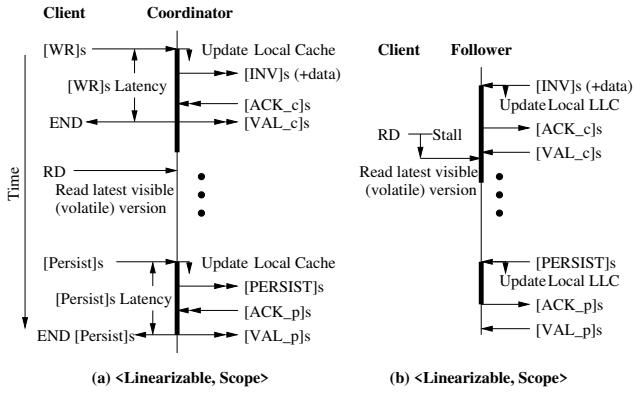 Client Coordinator
[WR]s
Update Local Cache
[INV]s (+data)
[WR]s Latency
[ACK_c]s
END
[VAL_c]s
RD
Read latest visible
(volatile) version
Time
[Persist]s
Update Local Cache
[PERSIST]s
[Persist]s Latency
[ACK_p]s
END [Persist]s
[VAL_p]s
(a) <Linearizable, Scope>
Client Follower
[INV]s (+data)
Update Local LLC
[ACK_c]s
RD Stall
[VAL_c]s
Read latest visible
(volatile) version
[PERSIST]s
Update Local LLC
[ACK_p]s
[VAL_p]s
(b) <Linearizable, Scope>